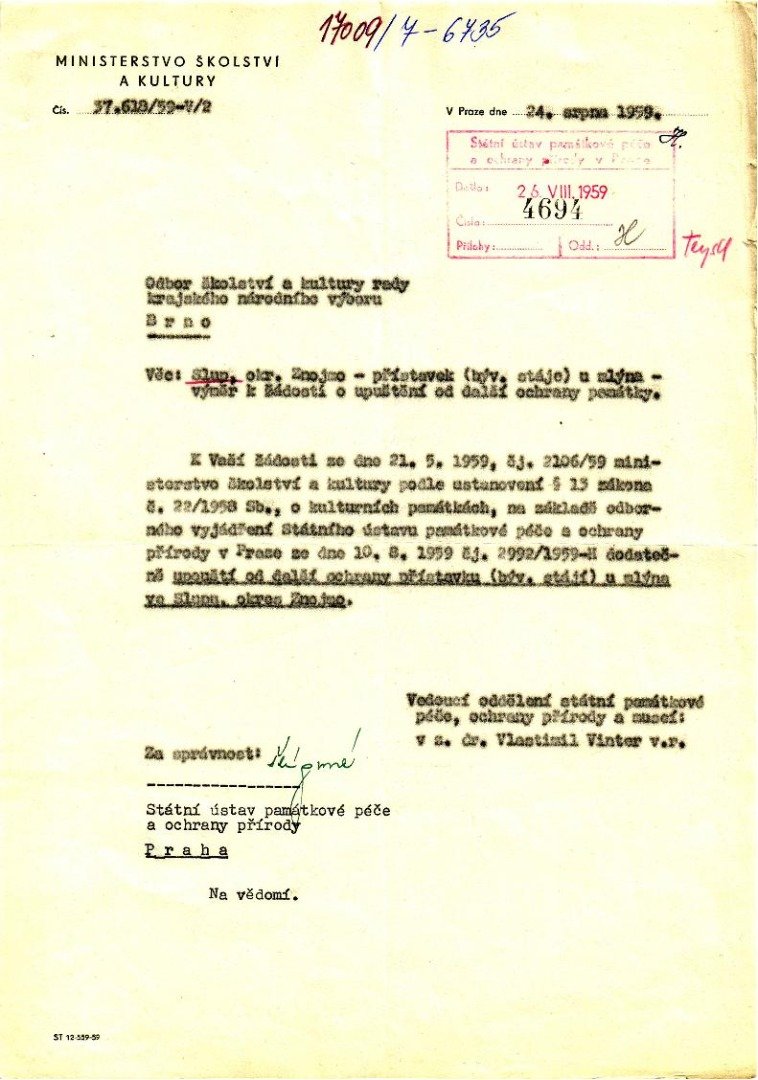 17009/7-6735
MINISTERSTVO ŠKOLSTVÍ
A KULTURY
Čís. 37.618/59-V/2
V Praze dne 24. srpna 1959.
Státní ústav památkové péče
a ochrany přírody v Praze
Došlo: 26. VIII. 1959
Číslo: 4694
Přílohy: Odd.: H
Odbor školství a kultury rady
krajského národního výboru
B r n o
Věc: Slup, okr. Znojmo - přístavek (býv. stáje) u mlýna -
výměr k žádosti o upuštění od další ochrany památky.
K Vaší žádosti ze dne 21. 5. 1959, čj. 2106/59 mini-
sterstvo školství a kultury podle ustanovení § 13 zákona
č. 22/1958 Sb., o kulturních památkách, na základě odbor-
ného vyjádření Státního ústavu památkové péče a ochrany
přírody v Praze ze dne 10. 8. 1959 čj. 2992/1959-H dodateč-
ně upouští od další ochrany přístavku (býv. stájí) u mlýna
ve Slupu, okres Znojmo.
Vedoucí oddělení státní památkové
péče, ochrany přírody a museí:
v z. dr. Vlastimil Vinter v.r.
Za správnost:
Státní ústav památkové péče
a ochrany přírody
P r a h a
Na vědomí.
ST 12-559-59